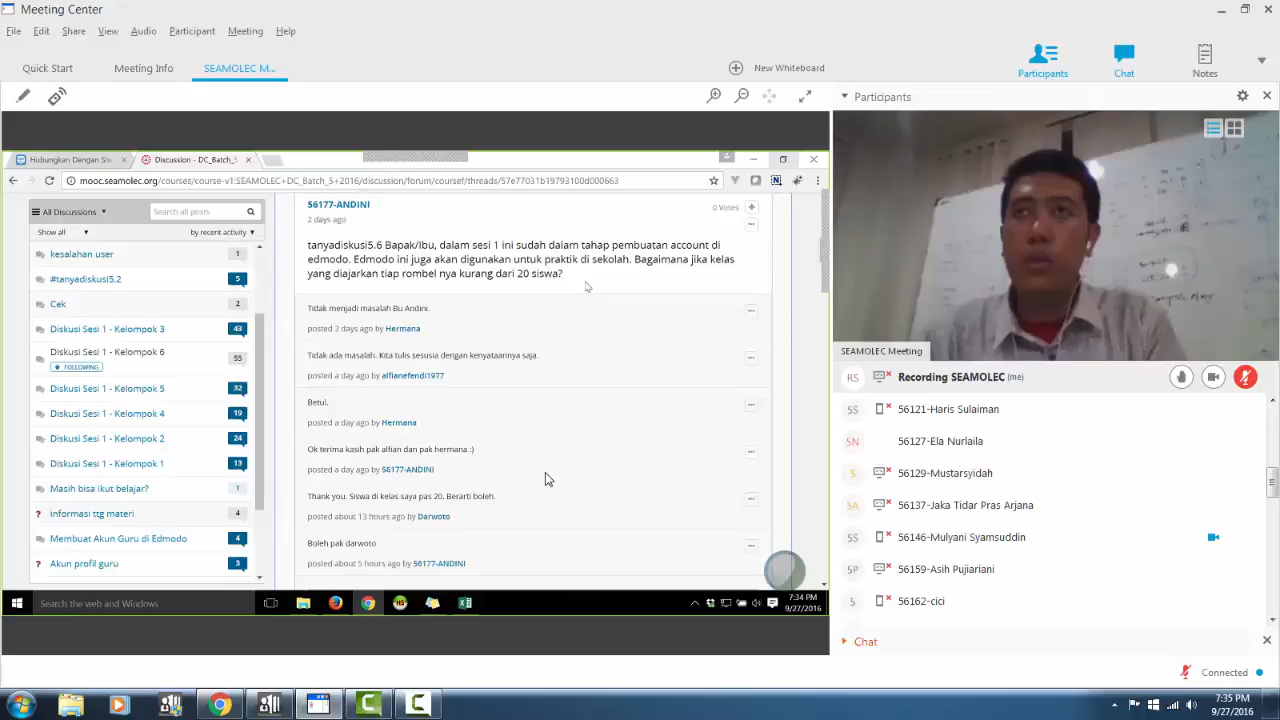 Meeting Center
File Edit Share View Audio Participant Meeting Help
Quick Start Meeting Info SEAMOLEC M... New Whiteboard
Participants Chat Notes
Participants
Hubungkan Dengan Sis Discussion - DC_Batch_5
mooc.seamolec.org/courses/course-v1:SEAMOLEC+DC_Batch_5+2016/discussion/forum/coursef/threads/57e77031b19793100d000663
All Discussions Search all posts
Show all by recent activity
kesalahan user 1
#tanyadiskusi5.2 5
Cek 2
Diskusi Sesi 1 - Kelompok 3 43
Diskusi Sesi 1 - Kelompok 6 55
FOLLOWING
Diskusi Sesi 1 - Kelompok 5 32
Diskusi Sesi 1 - Kelompok 4 19
Diskusi Sesi 1 - Kelompok 2 24
Diskusi Sesi 1 - Kelompok 1 13
Masih bisa ikut belajar? 1
? informasi ttg materi 4
Membuat Akun Guru di Edmodo 4
? Akun profil guru 3
56177-ANDINI 0 Votes
2 days ago
tanyadiskusi5.6 Bapak/Ibu, dalam sesi 1 ini sudah dalam tahap pembuatan account di
edmodo. Edmodo ini juga akan digunakan untuk praktik di sekolah. Bagaimana jika kelas
yang diajarkan tiap rombel nya kurang dari 20 siswa?
Tidak menjadi masalah Bu Andini.
posted 2 days ago by Hermana
Tidak ada masalah. Kita tulis sesusia dengan kenyataarinya saja.
posted a day ago by alfianefendi1977
Betul.
posted a day ago by Hermana
Ok terima kasih pak alfian dan pak hermana :)
posted a day ago by 56177-ANDINI
Thank you. Siswa di kelas saya pas 20. Berarti boleh.
posted about 13 hours ago by Darwoto
Boleh pak darwoto
posted about 5 hours ago by 56177-ANDINI
Search the web and Windows
7:34 PM
9/27/2016
SEAMOLEC Meeting
RS Recording SEAMOLEC (me)
5S 56121-Haris Sulaiman
5N 56127-Ela Nurlaila
5 56129-Mustarsyidah
5A 56137-Jaka Tidar Pras Arjana
5S 56146-Mulyani Syamsuddin
5P 56159-Asih Pujiariani
5 56162-cici
Chat
Connected
7:35 PM
9/27/2016